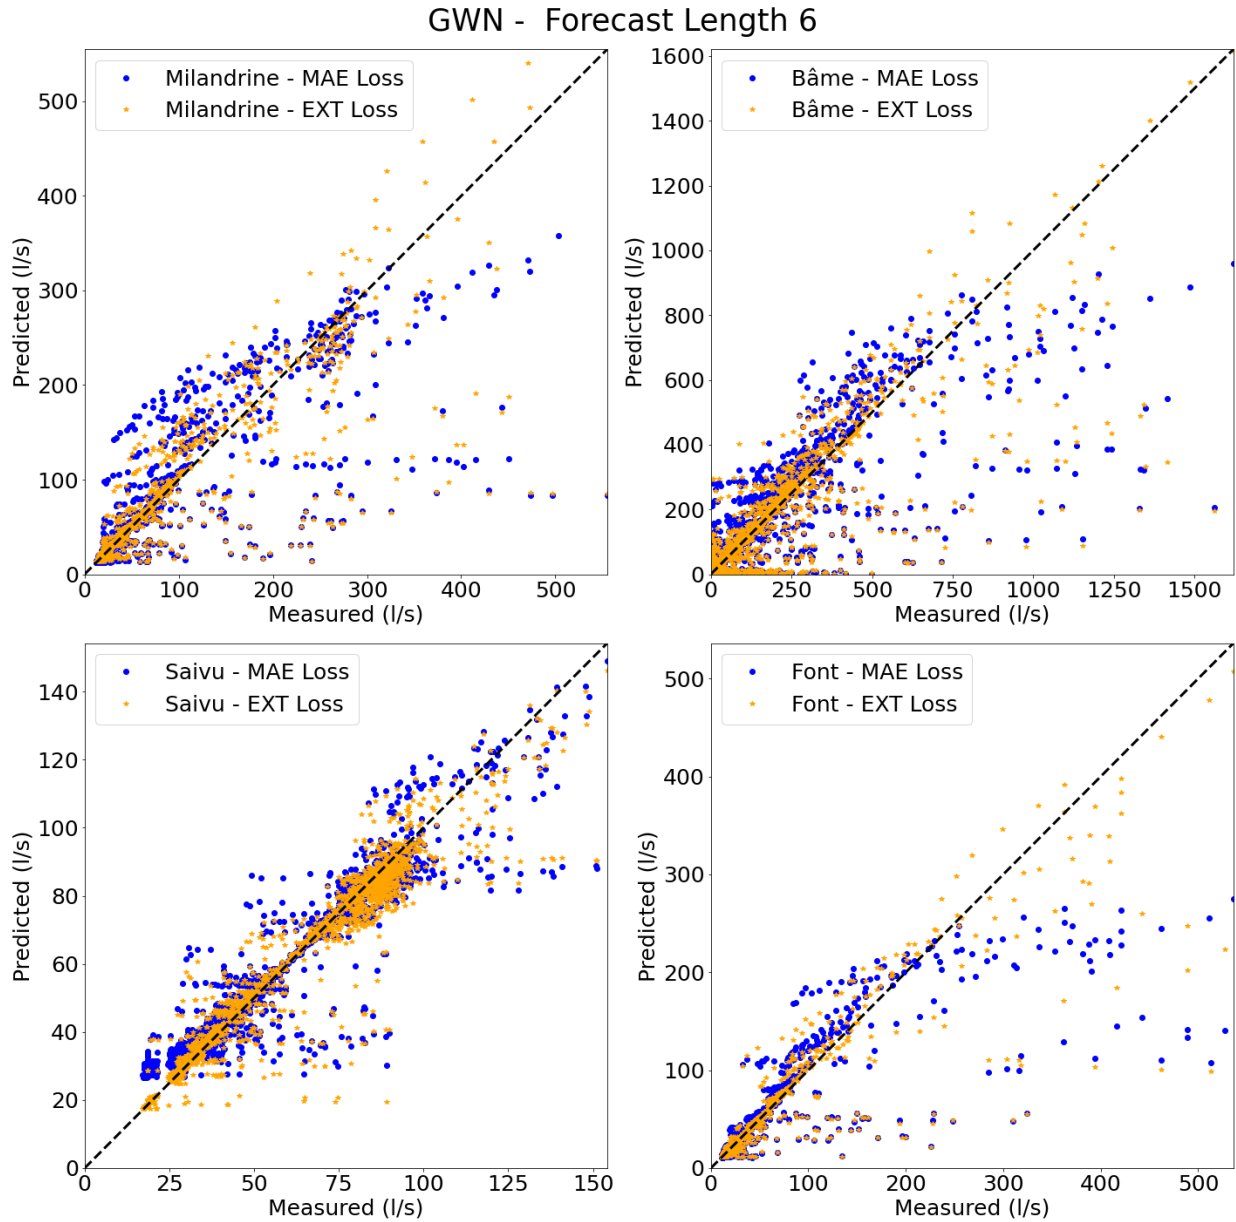 GWN -  Forecast Length 6
Milandrine - MAE Loss
Milandrine - EXT Loss
Predicted (l/s)
500
400
300
200
100
0
0 100 200 300 400 500
Measured (l/s)
Bâme - MAE Loss
Bâme - EXT Loss
Predicted (l/s)
1600
1400
1200
1000
800
600
400
200
0
0 250 500 750 1000 1250 1500
Measured (l/s)
Saivu - MAE Loss
Saivu - EXT Loss
Predicted (l/s)
140
120
100
80
60
40
20
0
0 25 50 75 100 125 150
Measured (l/s)
Font - MAE Loss
Font - EXT Loss
Predicted (l/s)
500
400
300
200
100
0
0 100 200 300 400 500
Measured (l/s)